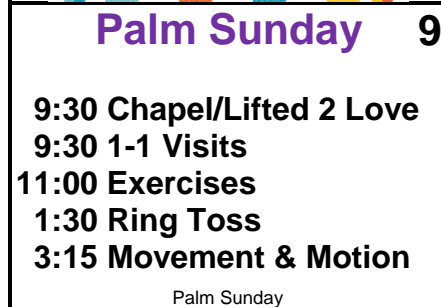 Palm Sunday 9
9:30 Chapel/Lifted 2 Love
9:30 1-1 Visits
11:00 Exercises
1:30 Ring Toss
3:15 Movement & Motion
Palm Sunday